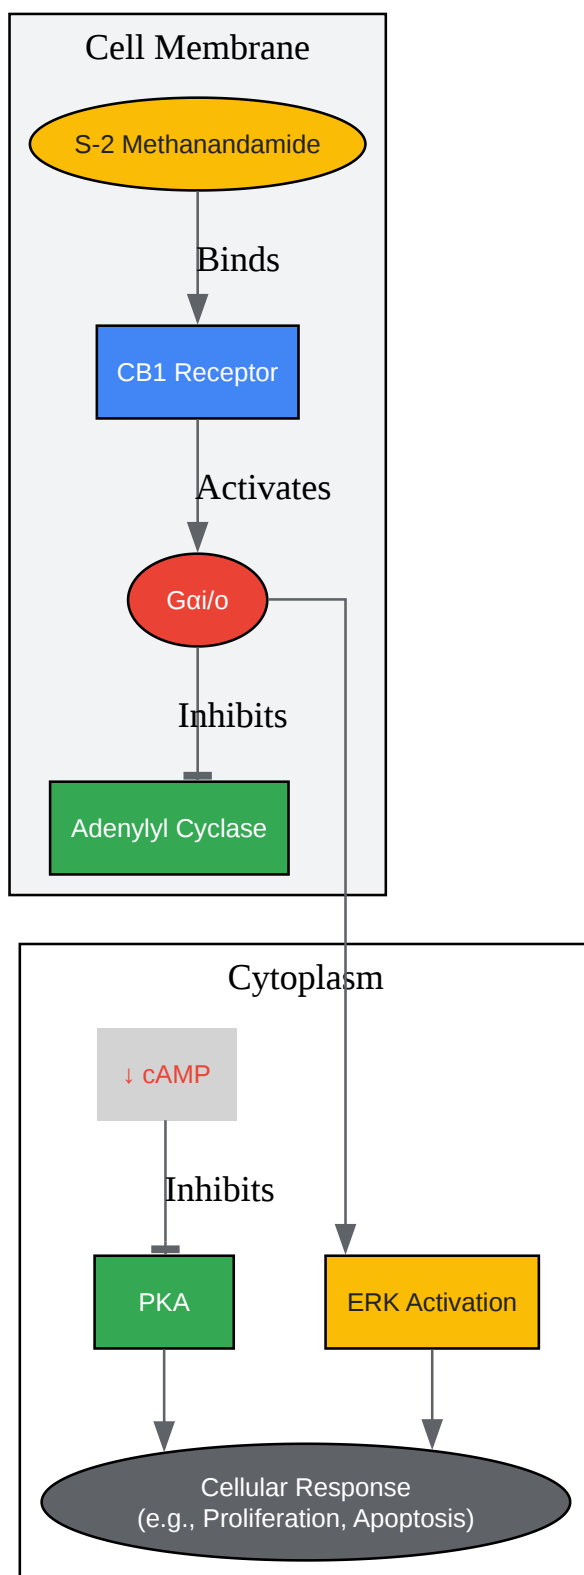 Cell Membrane
S-2 Methanandamide
Binds
CB1 Receptor
Activates
Gαi/o
Inhibits
Adenylyl Cyclase
Cytoplasm
↓ cAMP
Inhibits
PKA
ERK Activation
Cellular Response
(e.g., Proliferation, Apoptosis)